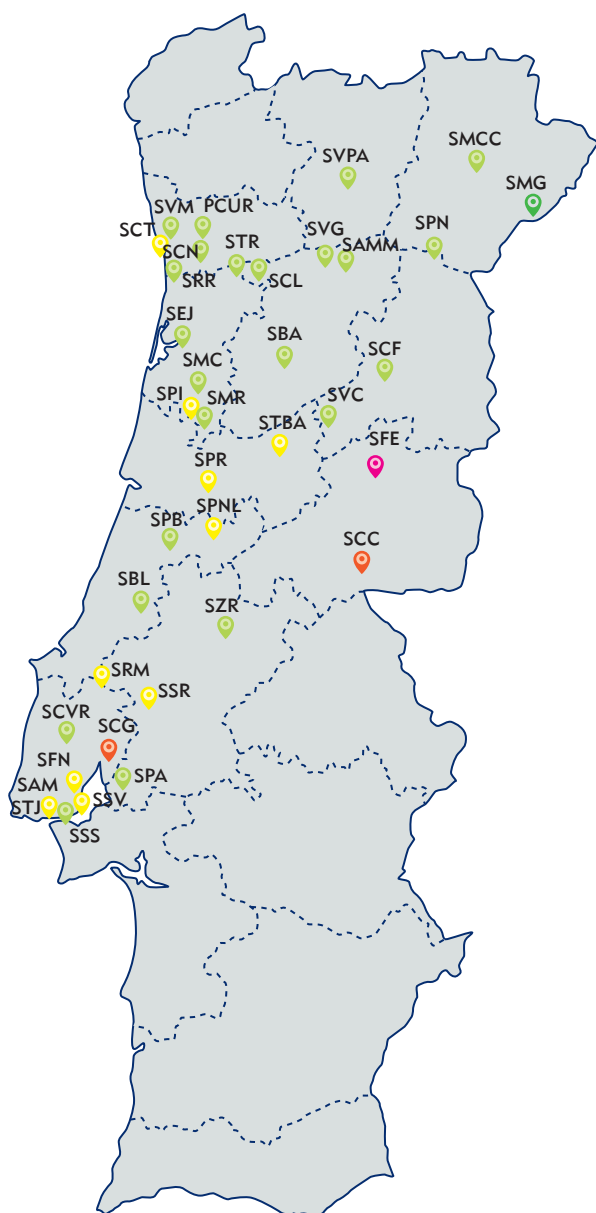 SVPA
SMCC
SMG
SVM
PCUR
SCT
SCN
STR
SVG
SAMM
SPN
SRR
SCL
SEJ
SBA
SCF
SMC
SPI
SMR
SVC
STBA
SFE
SPR
SPNL
SPB
SCC
SBL
SZR
SRM
SSR
SCVR
SCG
SFN
SPA
SAM
SSV
STJ
SSS